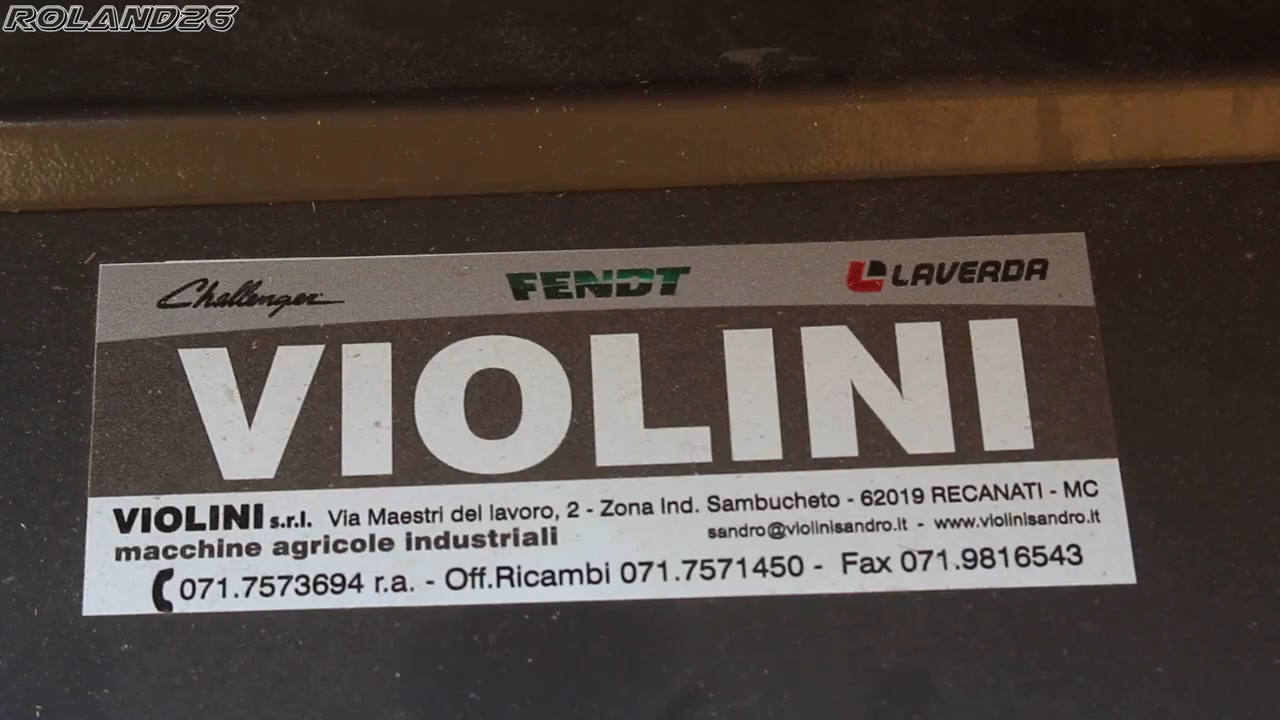 ROLAND26
Challenger FENDT LAVERDA
VIOLINI
VIOLINI s.r.l. Via Maestri del lavoro, 2 - Zona Ind. Sambucheto - 62019 RECANATI - MC
macchine agricole industriali sandro@violinisandro.it - www.violinisandro.it
071.7573694 r.a. - Off.Ricambi 071.7571450 - Fax 071.9816543